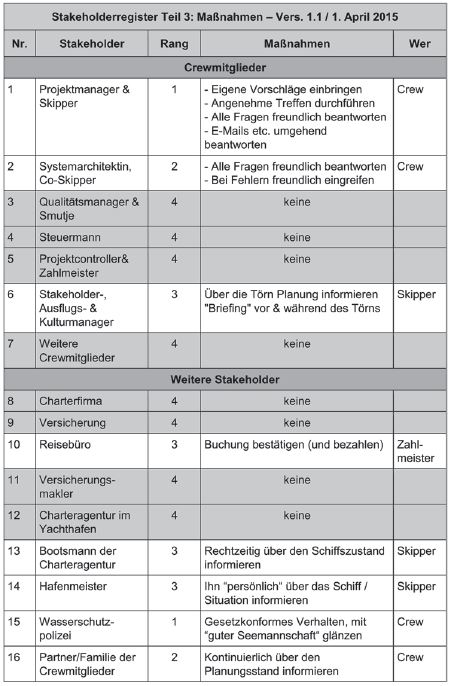 Stakeholderregister Teil 3: Maßnahmen – Vers. 1.1 / 1. April 2015
Nr. Stakeholder Rang Maßnahmen Wer
Crewmitglieder
1 Projektmanager & 1 - Eigene Vorschläge einbringen Crew
Skipper - Angenehme Treffen durchführen
- Alle Fragen freundlich beantworten
- E-Mails etc. umgehend
beantworten
2 Systemarchitektin, 2 - Alle Fragen freundlich beantworten Crew
Co-Skipper - Bei Fehlern freundlich eingreifen
3 Qualitätsmanager & 4 keine
Smutje
4 Steuermann 4 keine
5 Projektcontroller& 4 keine
Zahlmeister
6 Stakeholder-, 3 Über die Törn Planung informieren Skipper
Ausflugs- & "Briefing" vor & während des Törns
Kulturmanager
7 Weitere 4 keine
Crewmitglieder
Weitere Stakeholder
8 Charterfirma 4 keine
9 Versicherung 4 keine
10 Reisebüro 3 Buchung bestätigen (und bezahlen) Zahl-
meister
11 Versicherungs- 4 keine
makler
12 Charteragentur im 4 keine
Yachthafen
13 Bootsmann der 3 Rechtzeitig über den Schiffszustand Skipper
Charteragentur informieren
14 Hafenmeister 3 Ihn "persönlich" über das Schiff / Skipper
Situation informieren
15 Wasserschutz- 1 Gesetzkonformes Verhalten, mit Crew
polizei "guter Seemannschaft" glänzen
16 Partner/Familie der 2 Kontinuierlich über den Crew
Crewmitglieder Planungsstand informieren